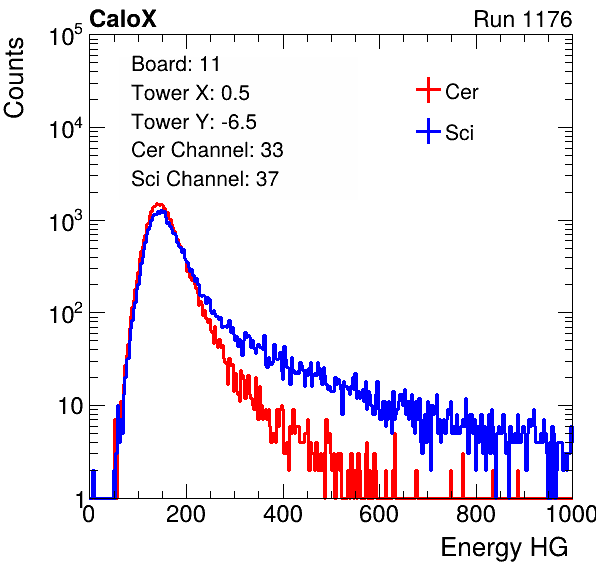 CaloX Run 1176
Counts
10^5
10^4
10^3
10^2
10
1
Board: 11
Tower X: 0.5
Tower Y: -6.5
Cer Channel: 33
Sci Channel: 37
Cer
Sci
0 200 400 600 800 1000
Energy HG